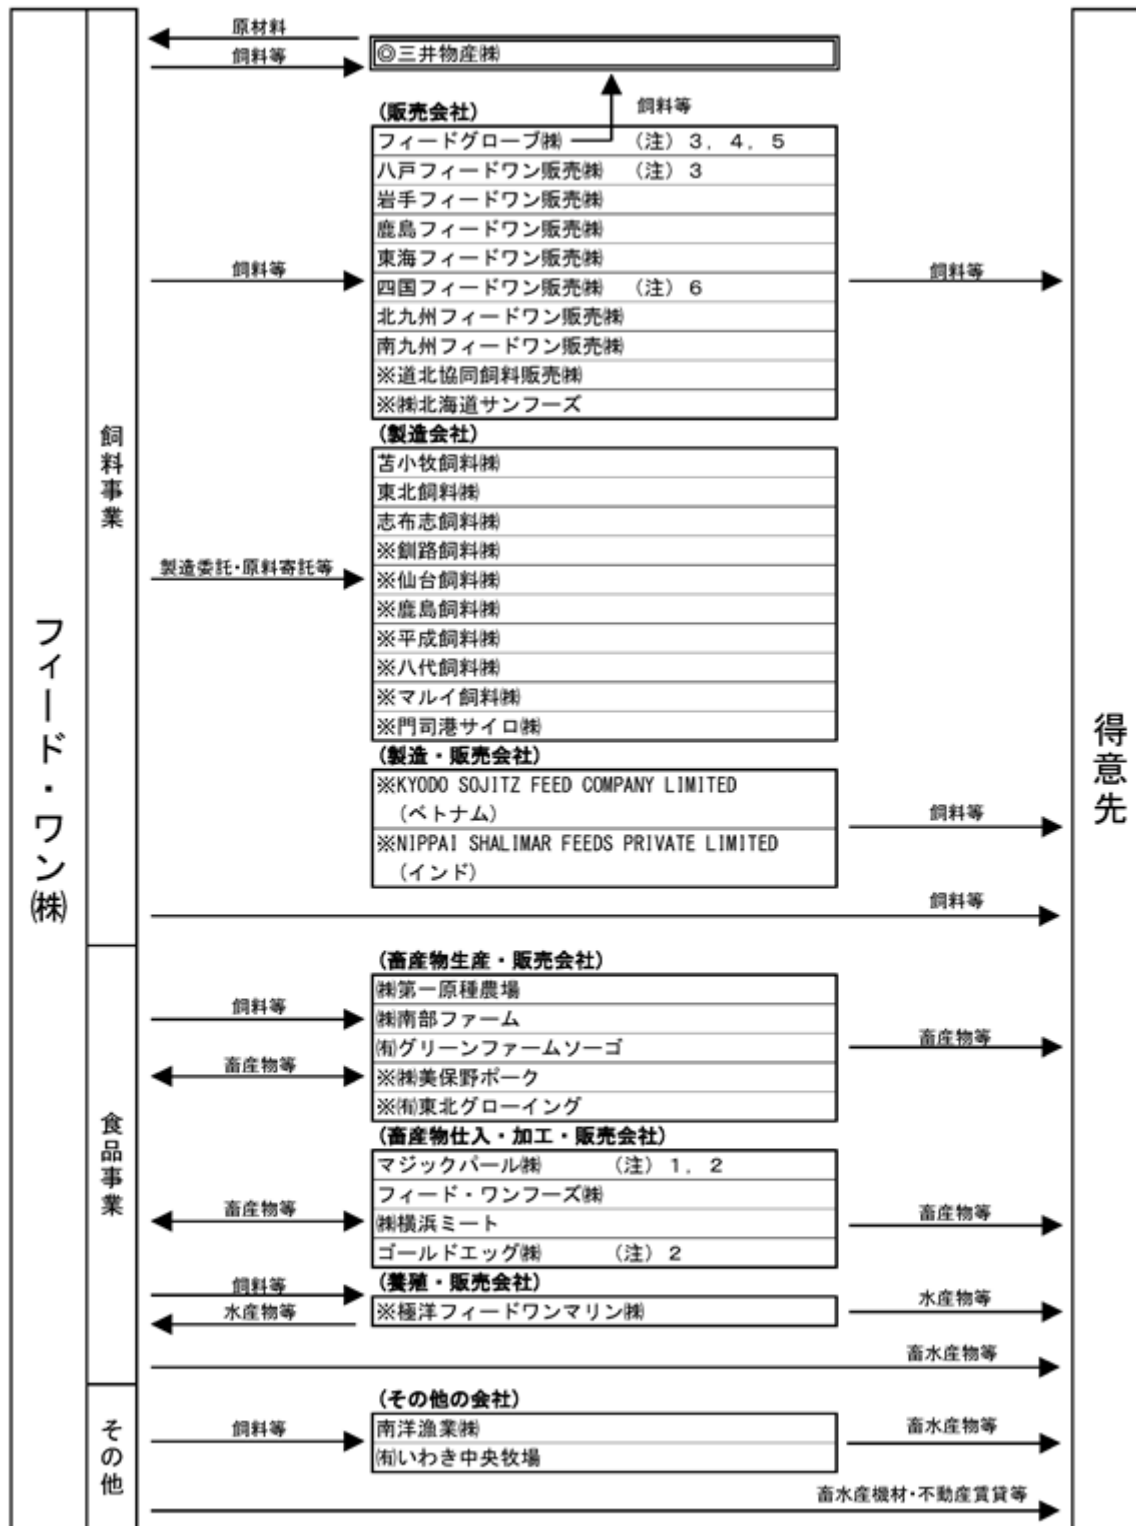 フィード・ワン㈱
飼料事業
原材料
飼料等
◎三井物産㈱
飼料等
(販売会社)
フィードグローブ㈱ (注) 3, 4, 5
八戸フィードワン販売㈱ (注) 3
岩手フィードワン販売㈱
鹿島フィードワン販売㈱
東海フィードワン販売㈱
四国フィードワン販売㈱ (注) 6
北九州フィードワン販売㈱
南九州フィードワン販売㈱
※道北協同飼料販売㈱
※㈱北海道サンフーズ
飼料等
飼料等
(製造会社)
苫小牧飼料㈱
東北飼料㈱
志布志飼料㈱
※釧路飼料㈱
※仙台飼料㈱
※鹿島飼料㈱
※平成飼料㈱
※八代飼料㈱
※マルイ飼料㈱
※門司港サイロ㈱
製造委託・原料寄託等
(製造・販売会社)
※KYODO SOJITZ FEED COMPANY LIMITED
(ベトナム)
※NIPPAI SHALIMAR FEEDS PRIVATE LIMITED
(インド)
飼料等
飼料等
食品事業
(畜産物生産・販売会社)
㈱第一原種農場
㈱南部ファーム
㈲グリーンファームソーゴ
※㈱美保野ポーク
※㈲東北グローイング
飼料等
畜産物等
畜産物等
(畜産物仕入・加工・販売会社)
マジックパール㈱ (注) 1, 2
フィード・ワンフーズ㈱
㈱横浜ミート
ゴールドエッグ㈱ (注) 2
畜産物等
畜産物等
(養殖・販売会社)
※極洋フィードワンマリン㈱
飼料等
水産物等
水産物等
畜水産物等
その他
(その他の会社)
南洋漁業㈱
㈲いわき中央牧場
飼料等
畜水産物等
畜水産機材・不動産賃貸等
得意先